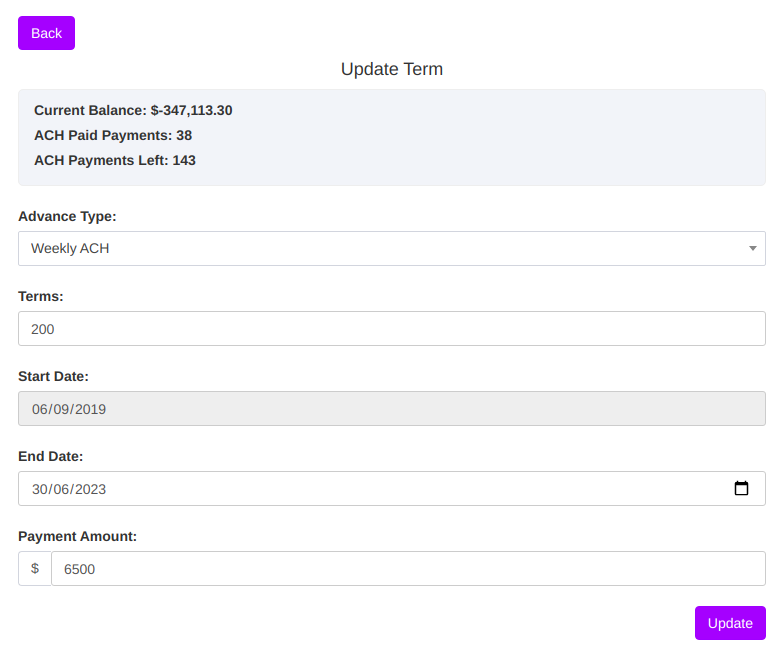 Back
Update Term
Current Balance: $-347,113.30
ACH Paid Payments: 38
ACH Payments Left: 143
Advance Type:
Weekly ACH
Terms:
200
Start Date:
06/09/2019
End Date:
30/06/2023
Payment Amount:
$ 6500
Update